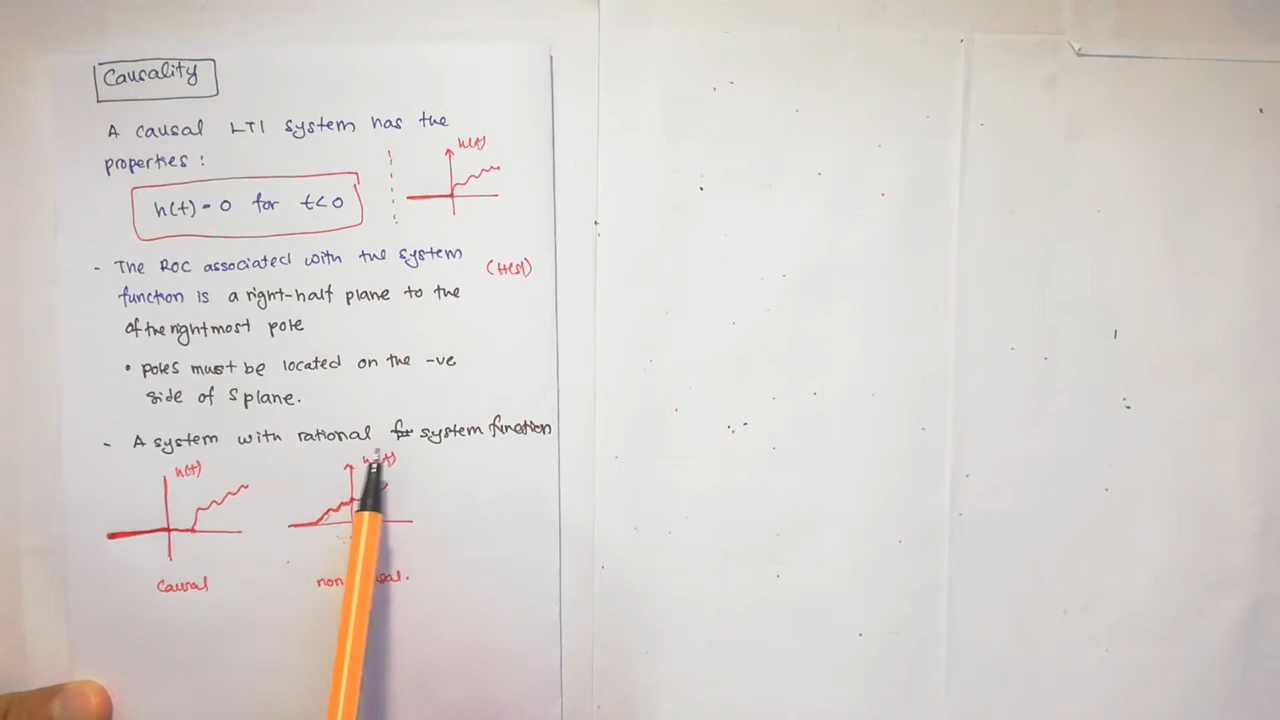 Causality
A causal LTI system has the
properties :
h(t)
h(t) = 0 for t<0
- The ROC associated with the system
(H(s))
function is a right-half plane to the
of the rightmost pole
• poles must be located on the -ve
side of S plane.
- A system with rational system function
h(t)
causal